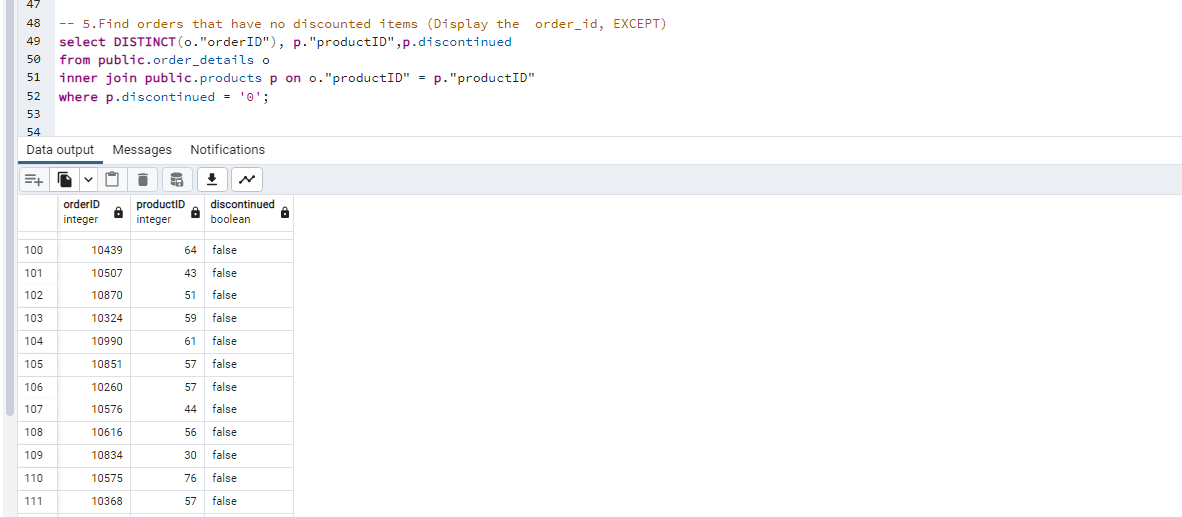 47
48 -- 5.Find orders that have no discounted items (Display the  order_id, EXCEPT)
49 select DISTINCT(o."orderID"), p."productID",p.discontinued
50 from public.order_details o
51 inner join public.products p on o."productID" = p."productID"
52 where p.discontinued = '0';
53
54
Data output Messages Notifications
orderID productID discontinued
integer integer boolean
100 10439 64 false
101 10507 43 false
102 10870 51 false
103 10324 59 false
104 10990 61 false
105 10851 57 false
106 10260 57 false
107 10576 44 false
108 10616 56 false
109 10834 30 false
110 10575 76 false
111 10368 57 false